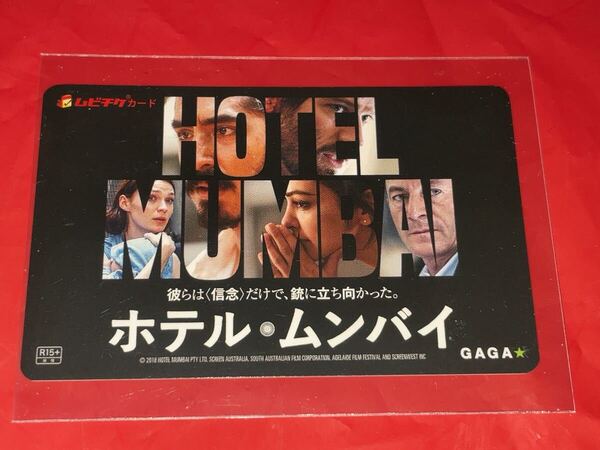 ムビチケカード
HOTEL
MUMBAI
彼らは〈信念〉だけで、銃に立ち向かった。
ホテル・ムンバイ
R15+
GAGA★
© 2018 HOTEL MUMBAI PTY LTD, SCREEN AUSTRALIA, SOUTH AUSTRALIAN FILM CORPORATION, ADELAIDE FILM FESTIVAL AND SCREENWEST INC